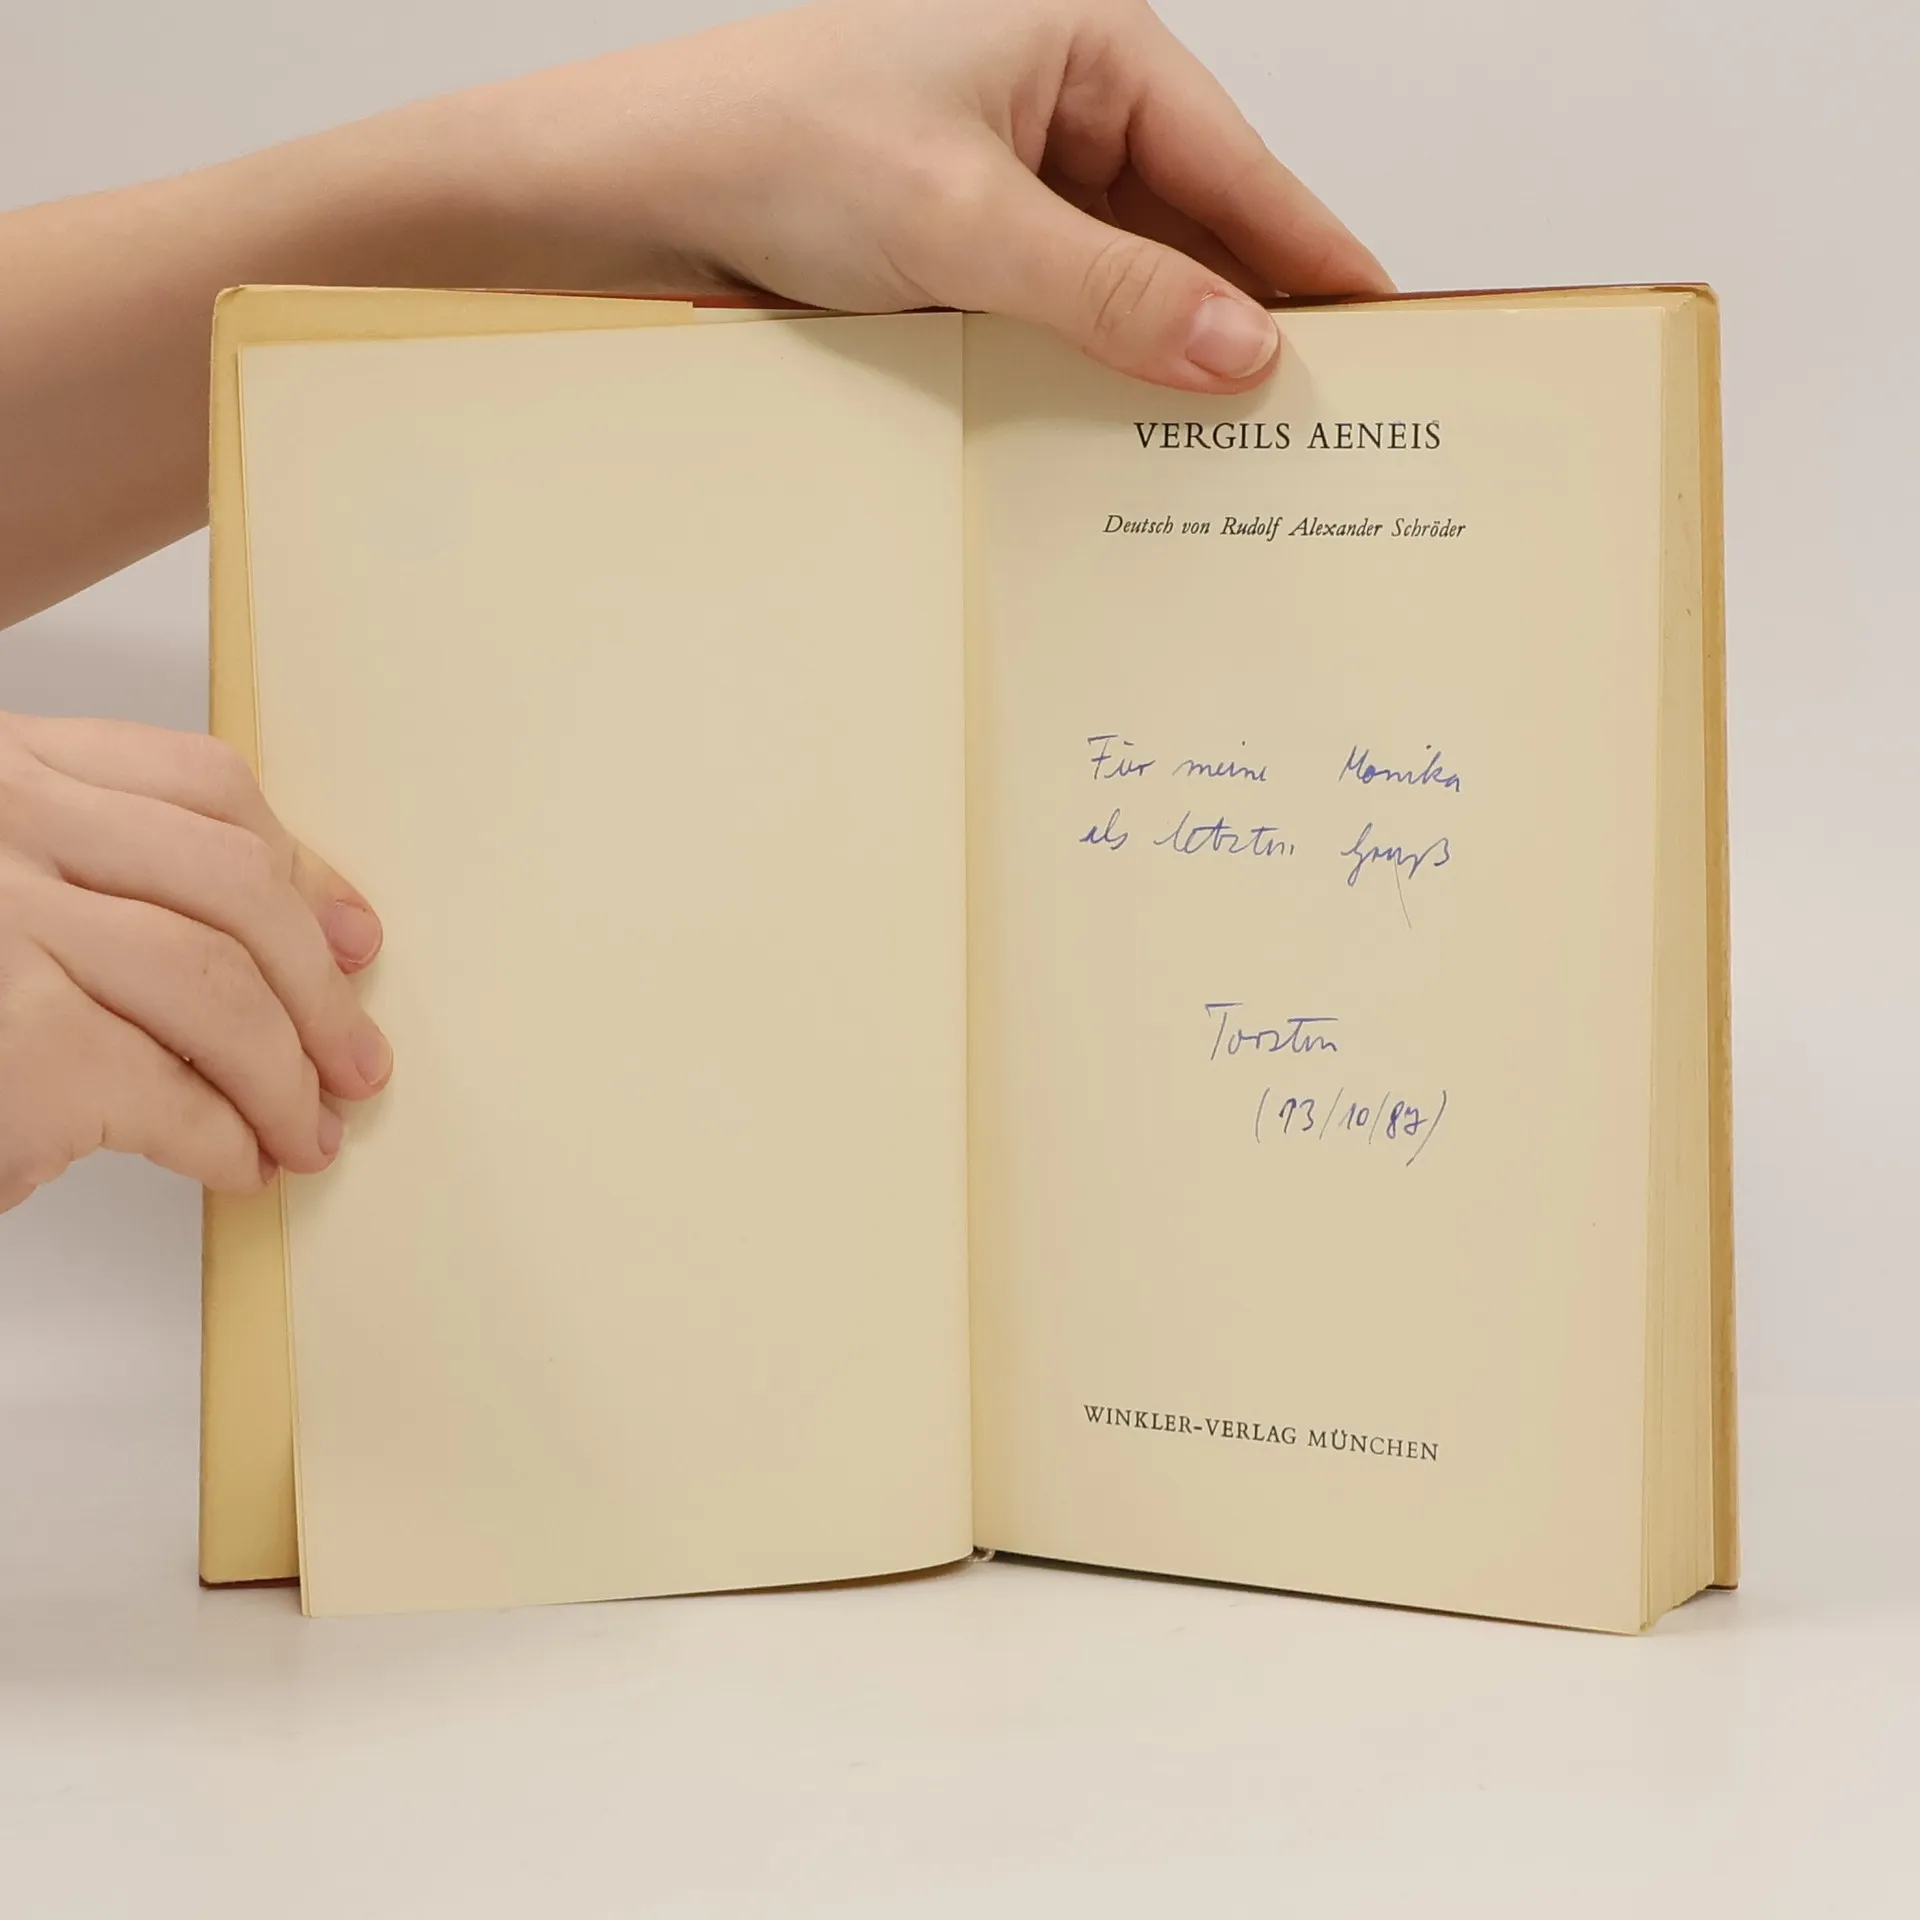 VERGILS AENEIS
Deutsch von Rudolf Alexander Schröder
Für meine Monika
als letzten Gruß
Torsten
(13/10/87)
WINKLER-VERLAG MÜNCHEN